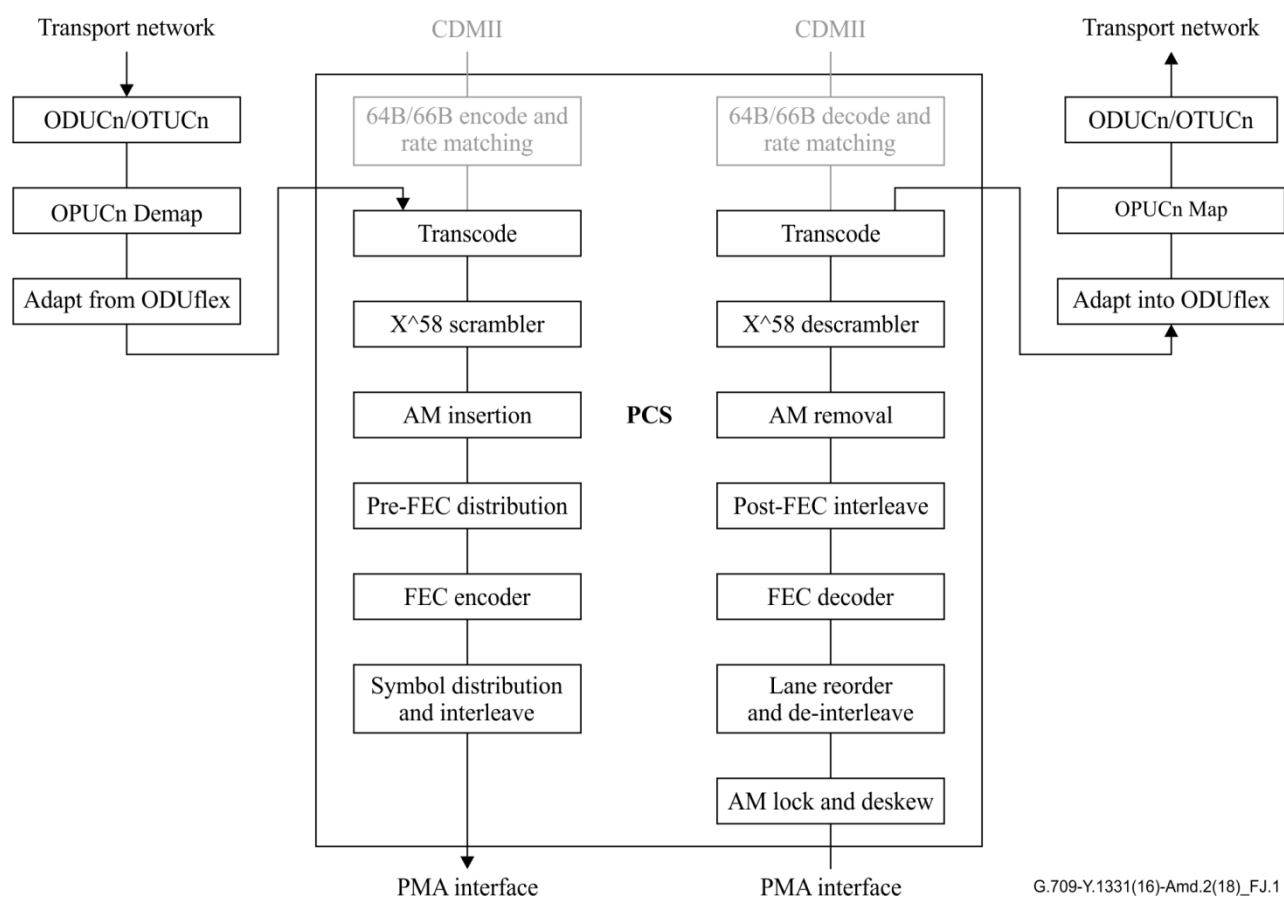 Transport network
CDMII
CDMII
Transport network
ODUCn/OTUCn
64B/66B encode and
rate matching
64B/66B decode and
rate matching
ODUCn/OTUCn
OPUCn Demap
Transcode
Transcode
OPUCn Map
Adapt from ODUflex
X^58 scrambler
X^58 descrambler
Adapt into ODUflex
AM insertion
PCS
AM removal
Pre-FEC distribution
Post-FEC interleave
FEC encoder
FEC decoder
Symbol distribution
and interleave
Lane reorder
and de-interleave
AM lock and deskew
PMA interface
PMA interface
G.709-Y.1331(16)-Amd.2(18)_FJ.1